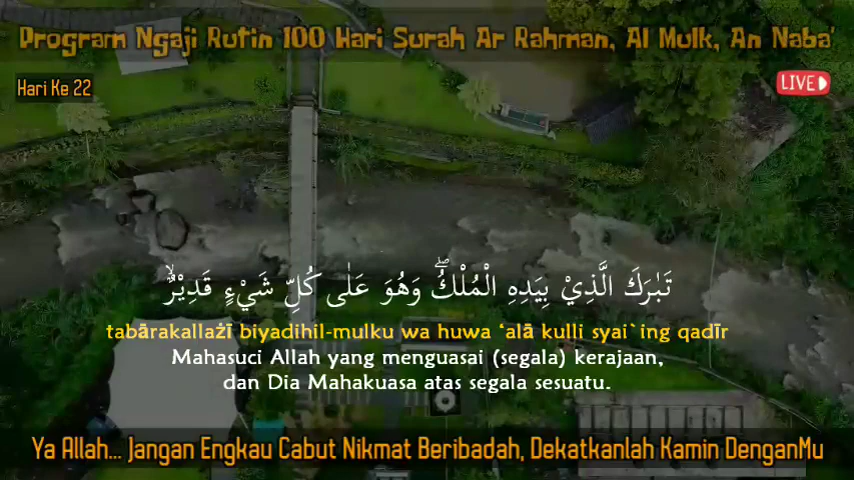 Program Ngaji Rutin 100 Hari Surah Ar Rahman, Al Mulk, An Naba'
Hari Ke 22
LIVE
تَبٰرَكَ الَّذِيْ بِيَدِهِ الْمُلْكُۖ وَهُوَ عَلٰى كُلِّ شَيْءٍ قَدِيْرٌۙ
tabārakallażī biyadihil-mulku wa huwa ‘alā kulli syai`ing qadīr
Mahasuci Allah yang menguasai (segala) kerajaan,
dan Dia Mahakuasa atas segala sesuatu.
Ya Allah... Jangan Engkau Cabut Nikmat Beribadah, Dekatkanlah Kamin DenganMu